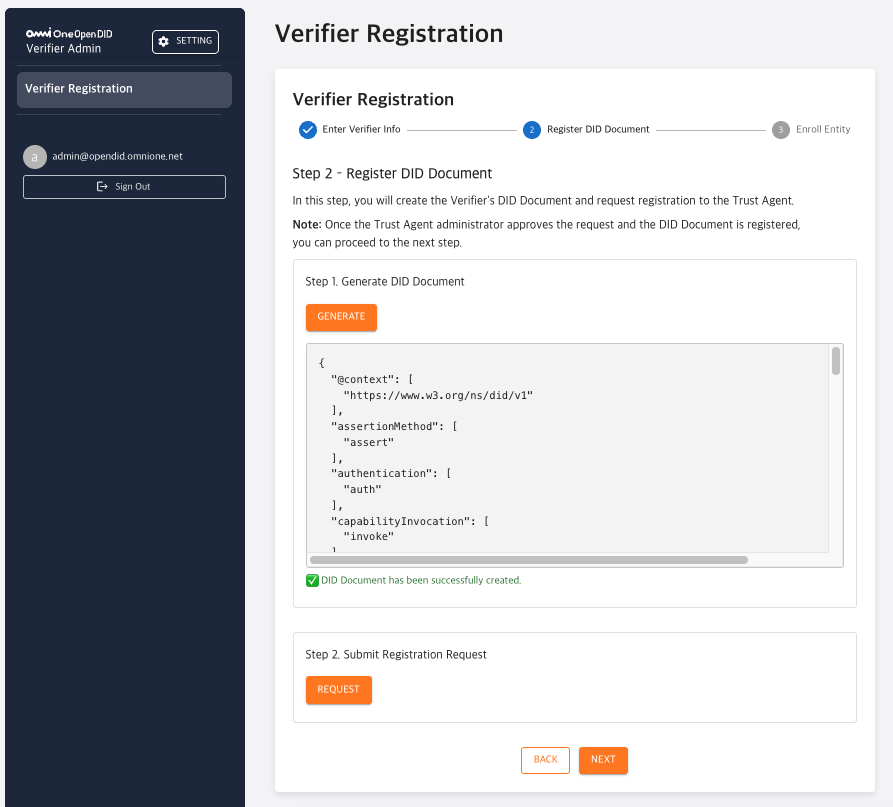 Omni One Open DID
Verifier Admin
SETTING
Verifier Registration
a
admin@opendid.omnione.net
Sign Out
Verifier Registration
Verifier Registration
Enter Verifier Info
2
Register DID Document
3
Enroll Entity
Step 2 - Register DID Document
In this step, you will create the Verifier's DID Document and request registration to the Trust Agent.
Note: Once the Trust Agent administrator approves the request and the DID Document is registered,
you can proceed to the next step.
Step 1. Generate DID Document
GENERATE
{
"@context": [
"https://www.w3.org/ns/did/v1"
],
"assertionMethod": [
"assert"
],
"authentication": [
"auth"
],
"capabilityInvocation": [
"invoke"
]
DID Document has been successfully created.
Step 2. Submit Registration Request
REQUEST
BACK
NEXT